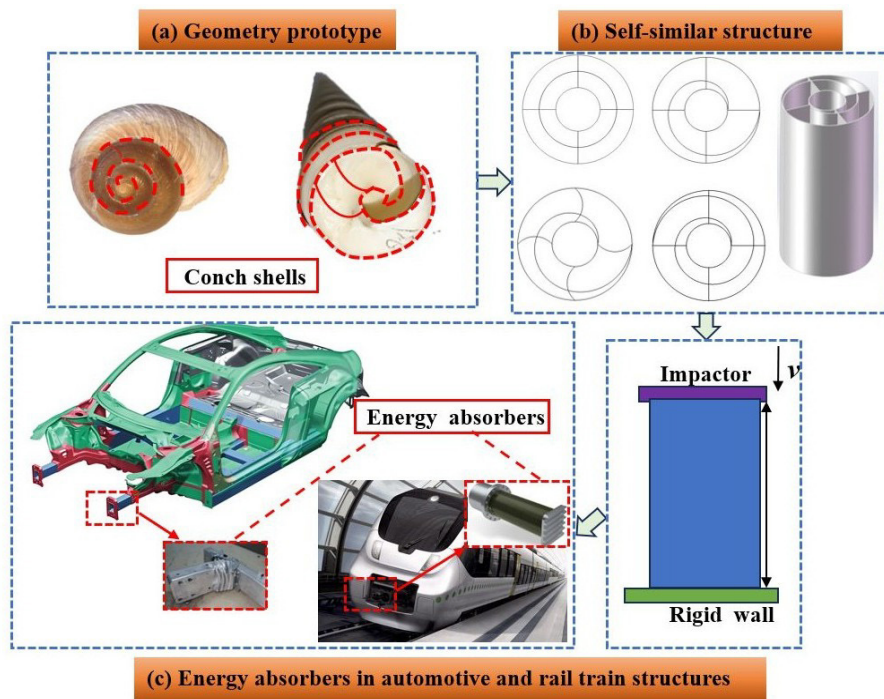 (a) Geometry prototype
(b) Self-similar structure
Conch shells
Impactor
v
Energy absorbers
Rigid wall
(c) Energy absorbers in automotive and rail train structures